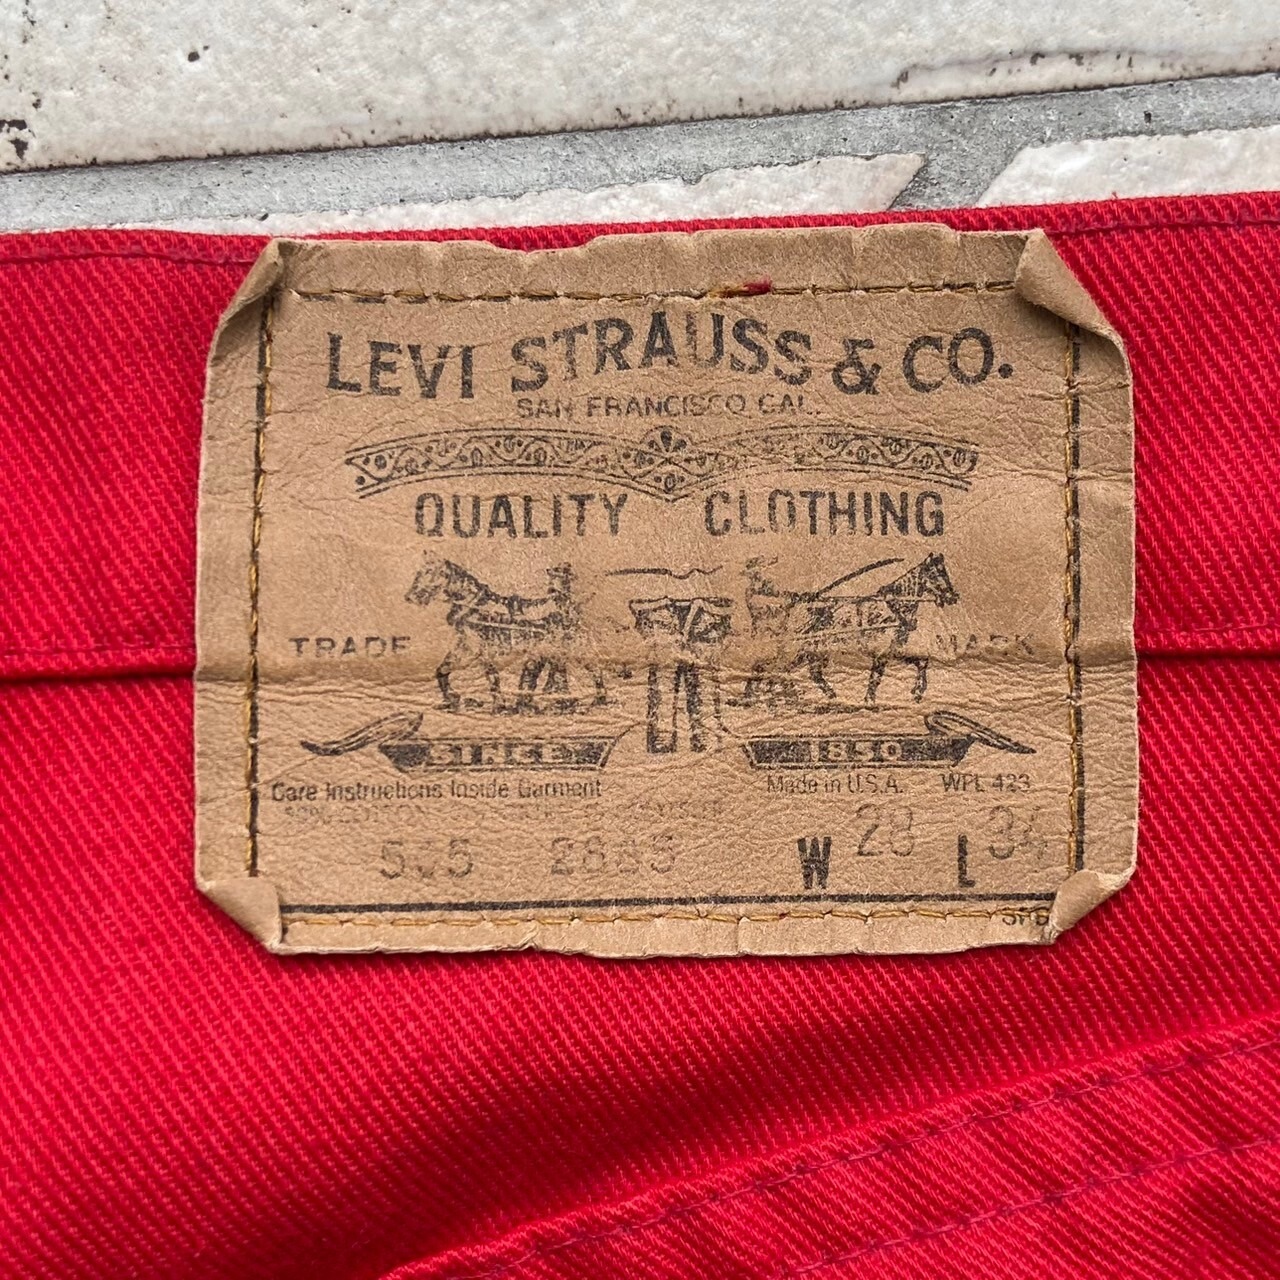 LEVI STRAUSS & CO.
SAN FRANCISCO CAL.
QUALITY CLOTHING
TRADE MARK
SINCE 1850
Care Instructions Inside Garment Made in U.S.A. WPL 423
W 28 L 34